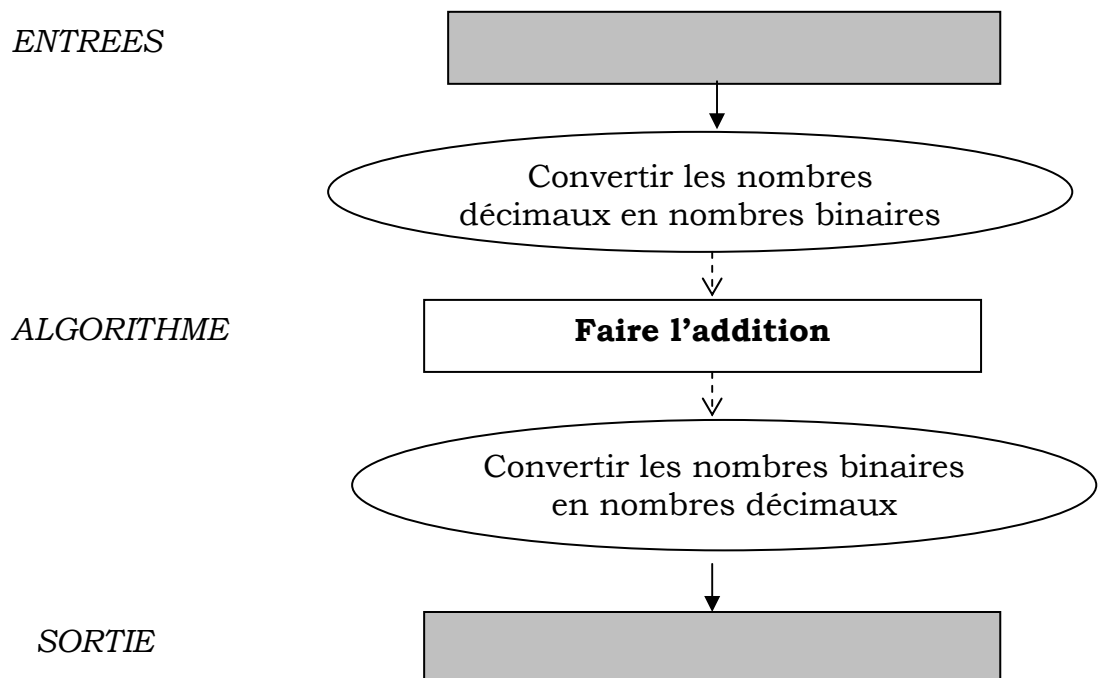 ENTREES
Convertir les nombres
décimaux en nombres binaires
ALGORITHME
Faire l’addition
Convertir les nombres binaires
en nombres décimaux
SORTIE